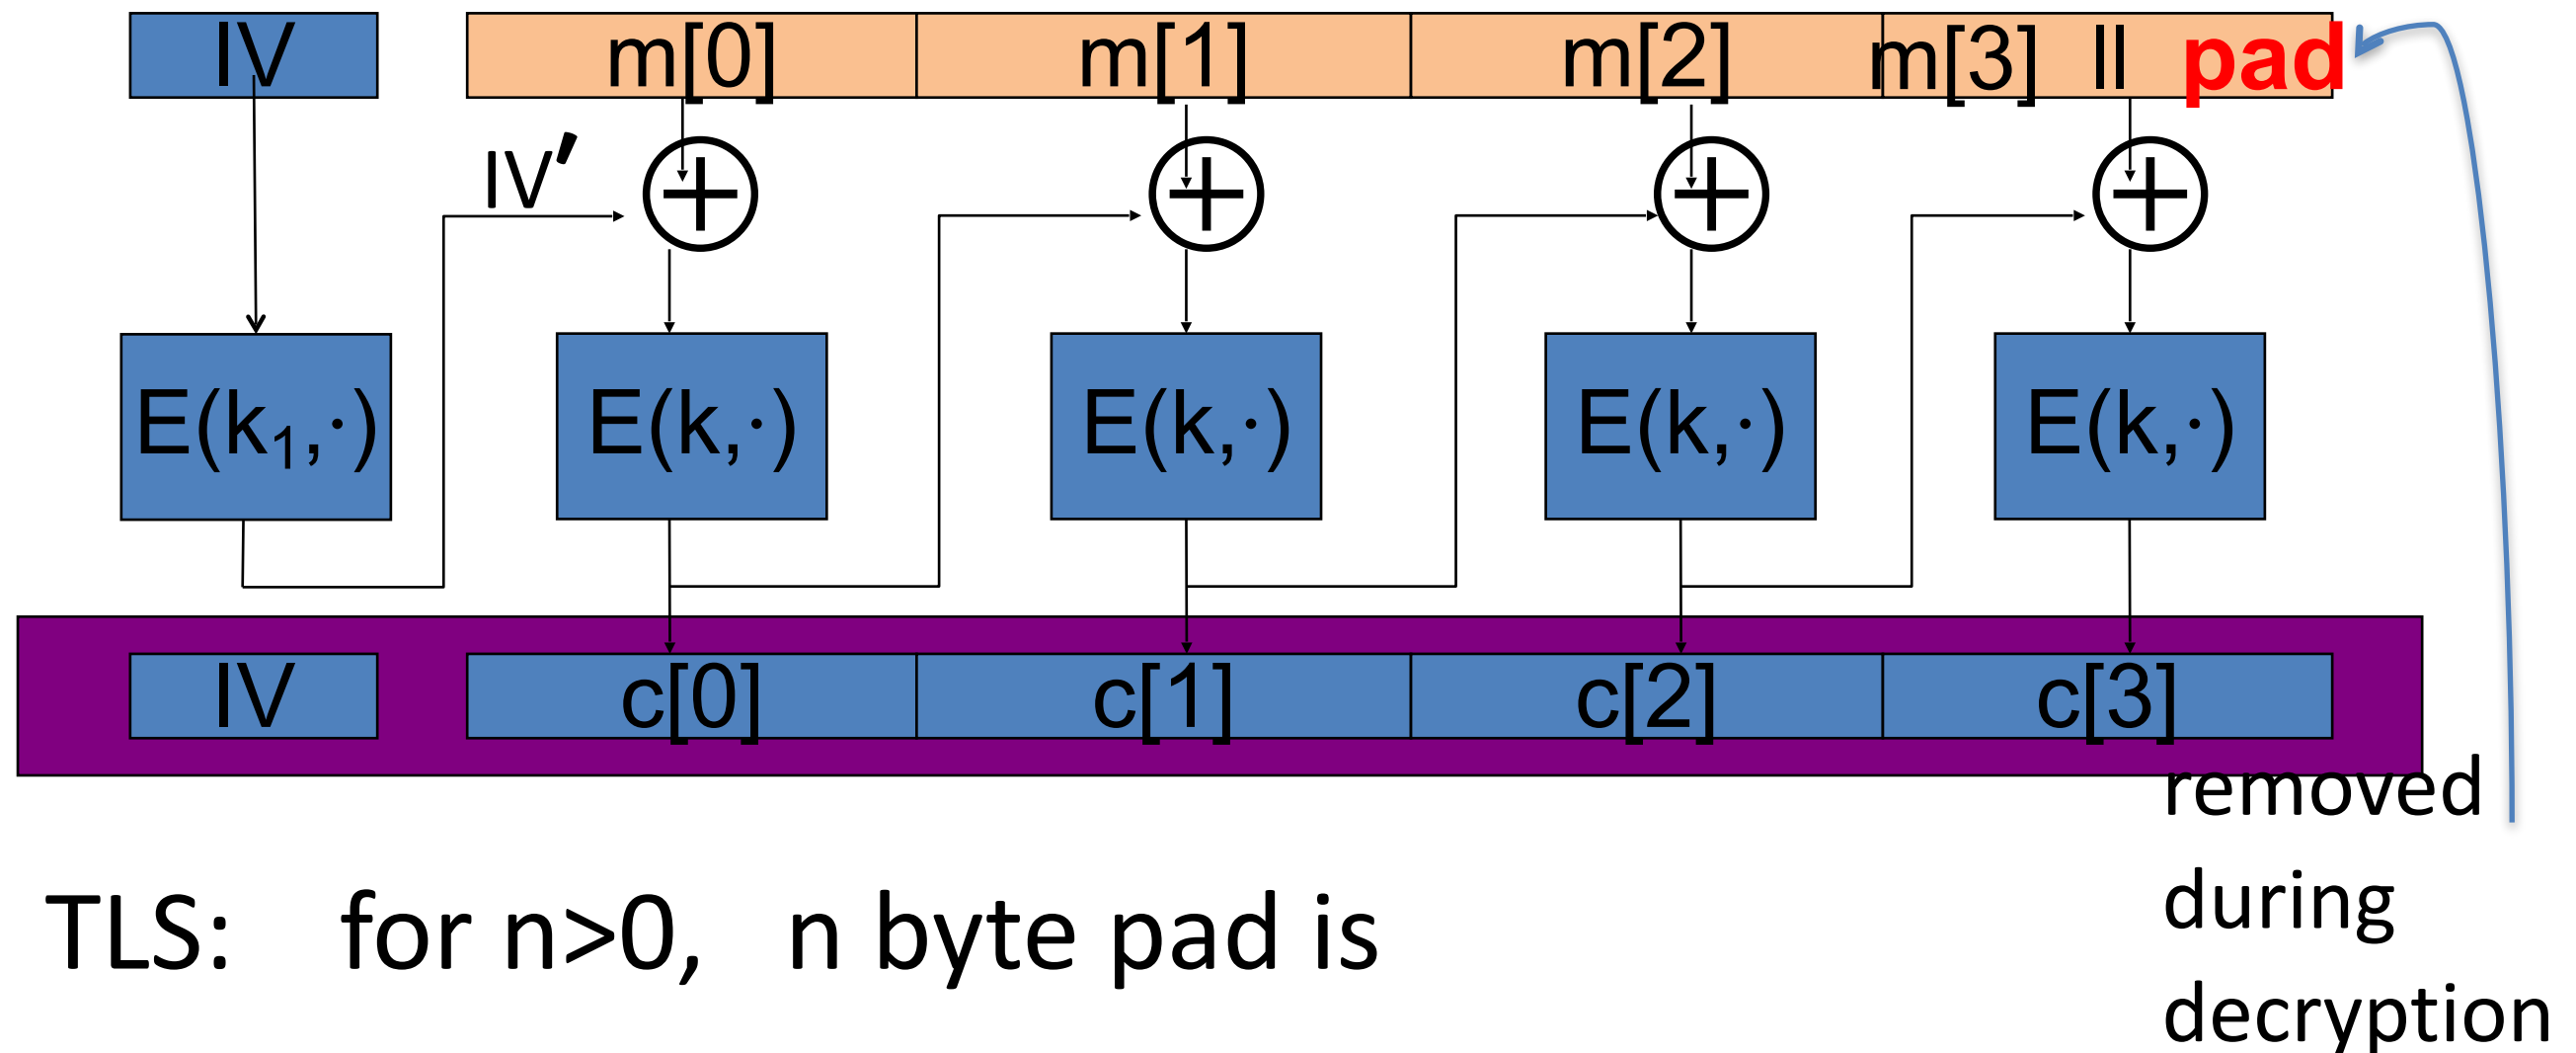 IV m[0] m[1] m[2] m[3] ll pad
IV′
E(k₁,·) E(k,·) E(k,·) E(k,·) E(k,·)
IV c[0] c[1] c[2] c[3]
removed
during
decryption
TLS: for n>0, n byte pad is